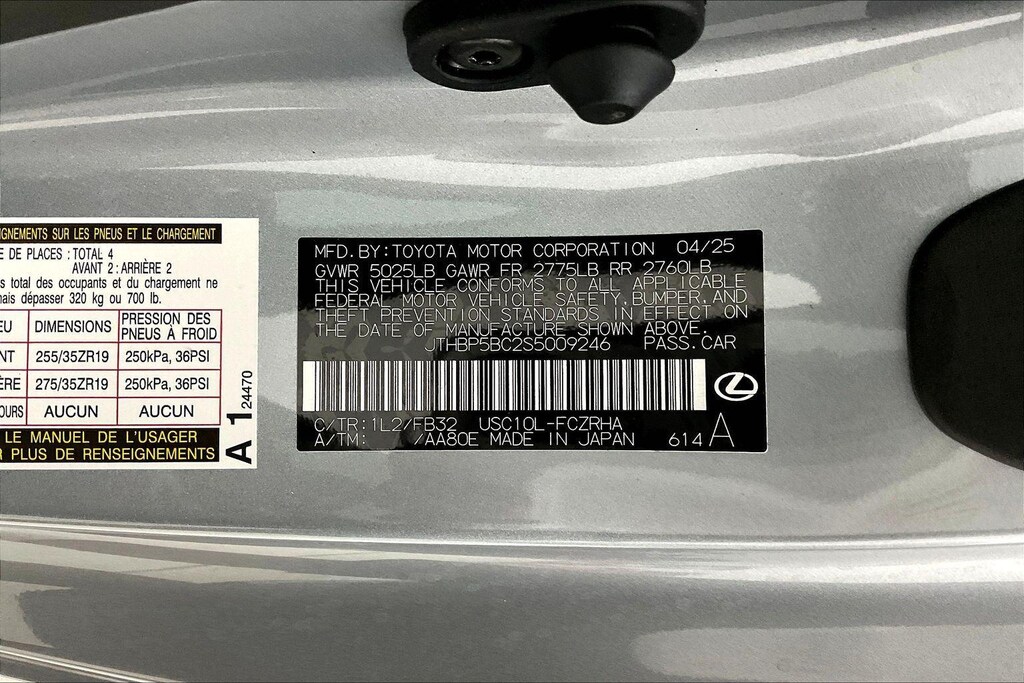 GNEMENTS SUR LES PNEUS ET LE CHARGEMENT
E DE PLACES : TOTAL 4
AVANT 2 : ARRIÈRE 2
s total des occupants et du chargement ne
mais dépasser 320 kg ou 700 lb.
EU DIMENSIONS PRESSION DES PNEUS À FROID
NT 255/35ZR19 250kPa, 36PSI
ÈRE 275/35ZR19 250kPa, 36PSI
OURS AUCUN AUCUN
LE MANUEL DE L'USAGER
R PLUS DE RENSEIGNEMENTS
A 1 24470
MFD. BY: TOYOTA MOTOR CORPORATION 04/25
GVWR 5025LB GAWR FR 2775LB RR 2760LB
THIS VEHICLE CONFORMS TO ALL APPLICABLE
FEDERAL MOTOR VEHICLE SAFETY, BUMPER, AND
THEFT PREVENTION STANDARDS IN EFFECT ON
THE DATE OF MANUFACTURE SHOWN ABOVE.
JTHBP5BC2S5009246 PASS. CAR
C/TR: 1L2/FB32 USC10L-FCZRHA
A/TM: /AA80E MADE IN JAPAN 614 A